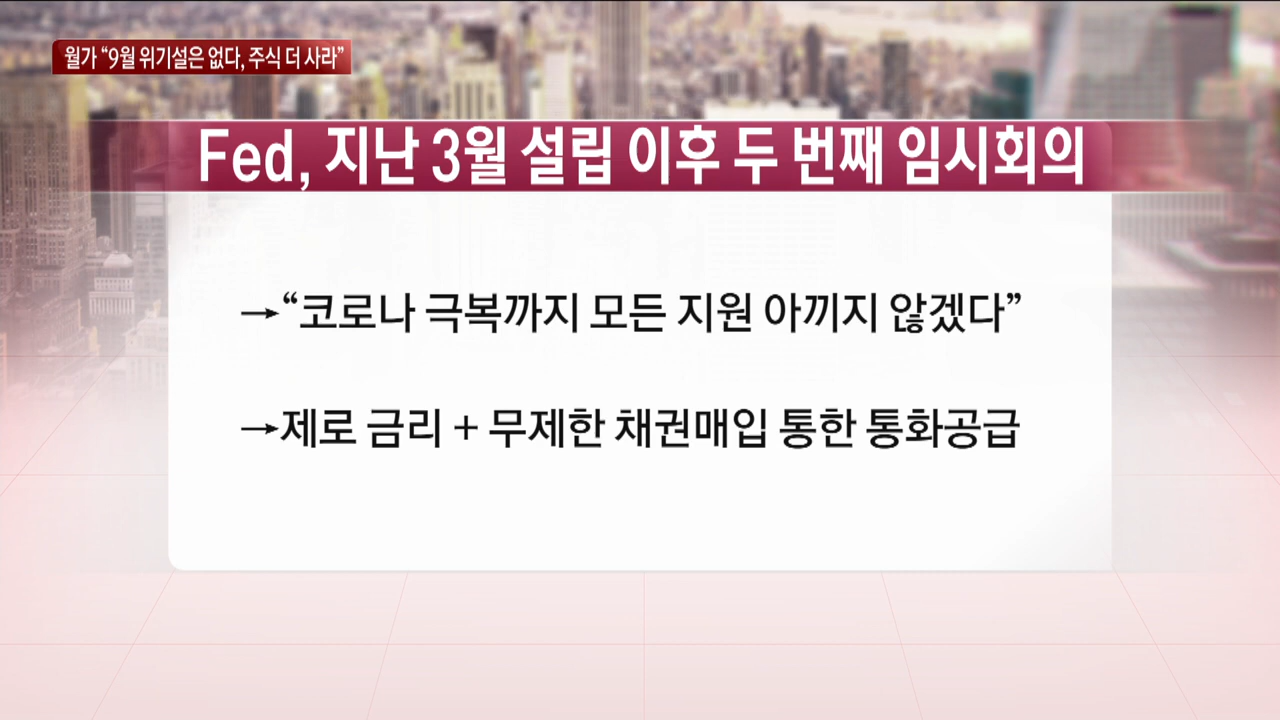 월가 “9월 위기설은 없다, 주식 더 사라”
Fed, 지난 3월 설립 이후 두 번째 임시회의
→“코로나 극복까지 모든 지원 아끼지 않겠다”
→제로 금리 + 무제한 채권매입 통한 통화공급